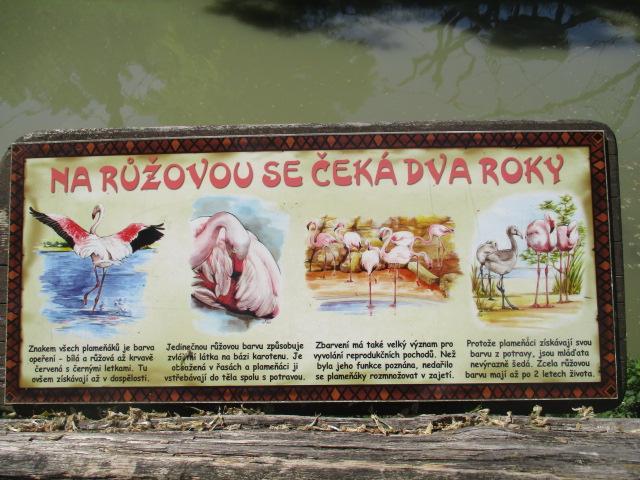 NA RŮŽOVOU SE ČEKÁ DVA ROKY
Znakem všech plameňáků je barva
opeření - bílá a růžová až krvavě
červená s černými letkami. Tu
ovšem získávají až v dospělosti.
Jedinečnou růžovou barvu způsobuje
zvláštní látka na bázi karotenu. Je
obsažená v řasách a plameňáci ji
vstřebávají do těla spolu s potravou.
Zbarvení má také velký význam pro
vyvolání reprodukčních pochodů. Než
byla jeho funkce poznána, nedařilo
se plameňáky rozmnožovat v zajetí.
Protože plameňáci získávají svou
barvu z potravy, jsou mláďata
nevýrazně šedá. Zcela růžovou
barvu mají až po 2 letech života.